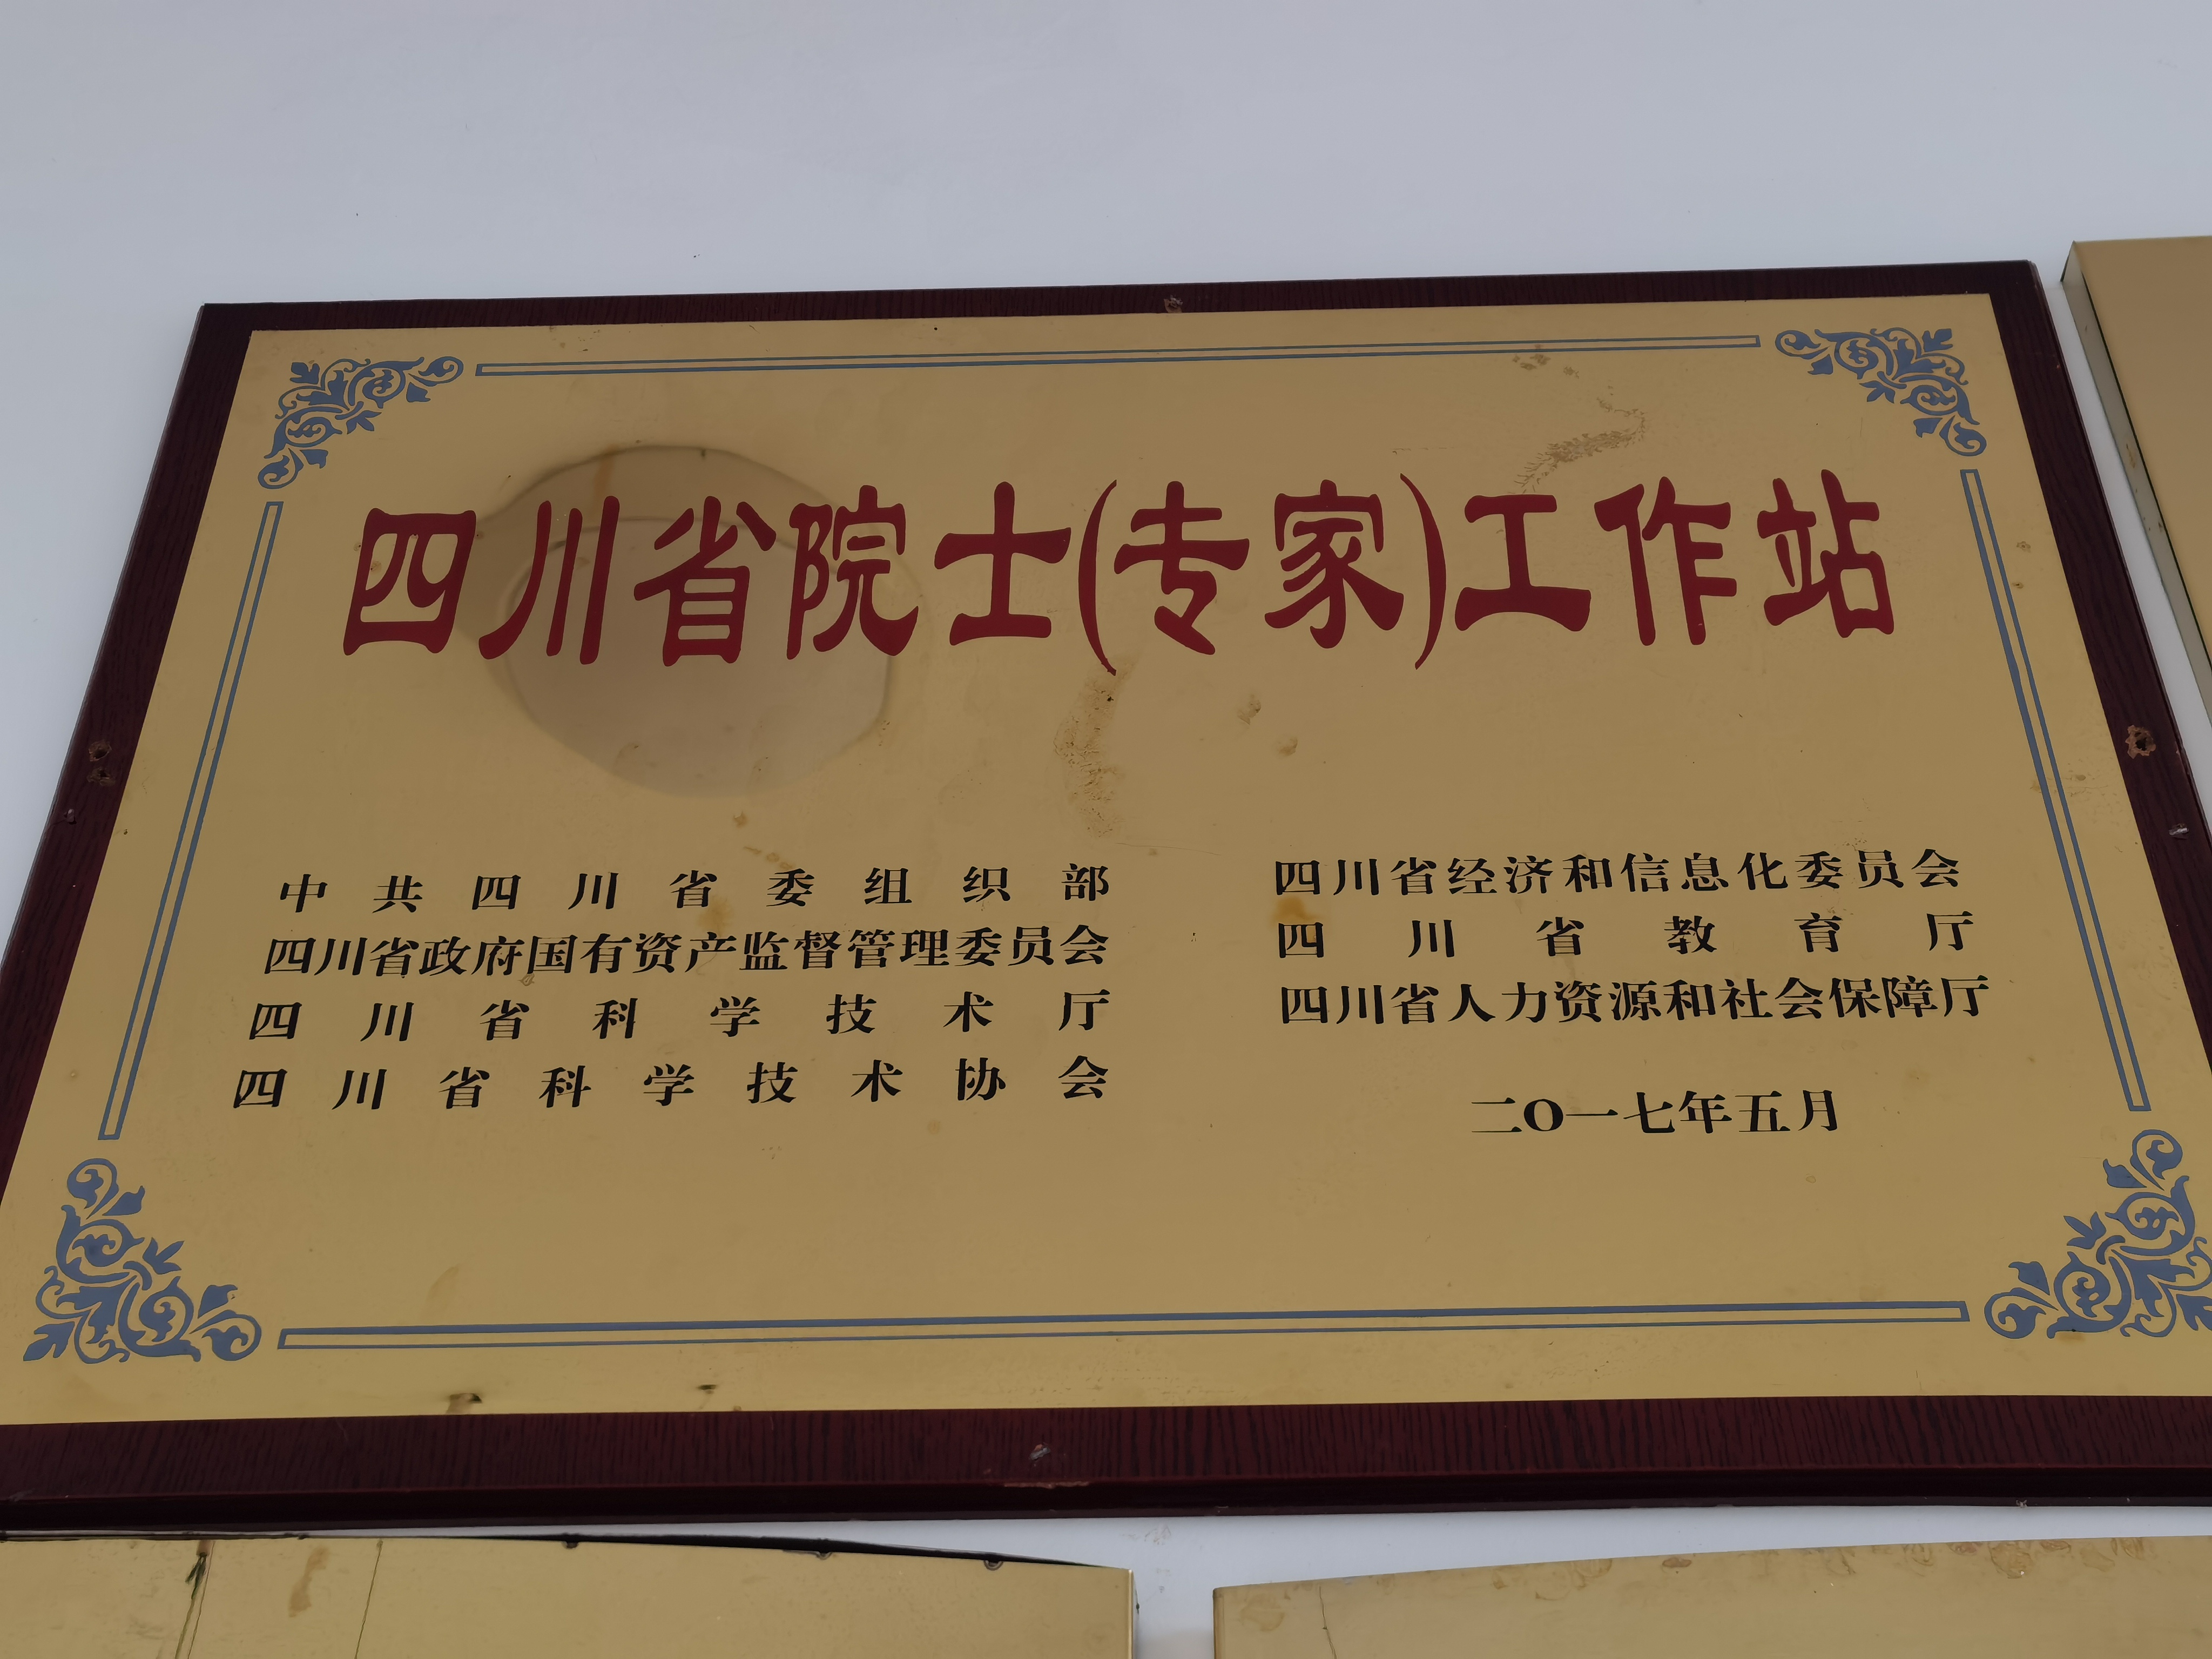 四川省院士(专家)工作站
中共四川省委组织部
四川省政府国有资产监督管理委员会
四川省科学技术厅
四川省科学技术协会
四川省经济和信息化委员会
四川省教育厅
四川省人力资源和社会保障厅
二O一七年五月